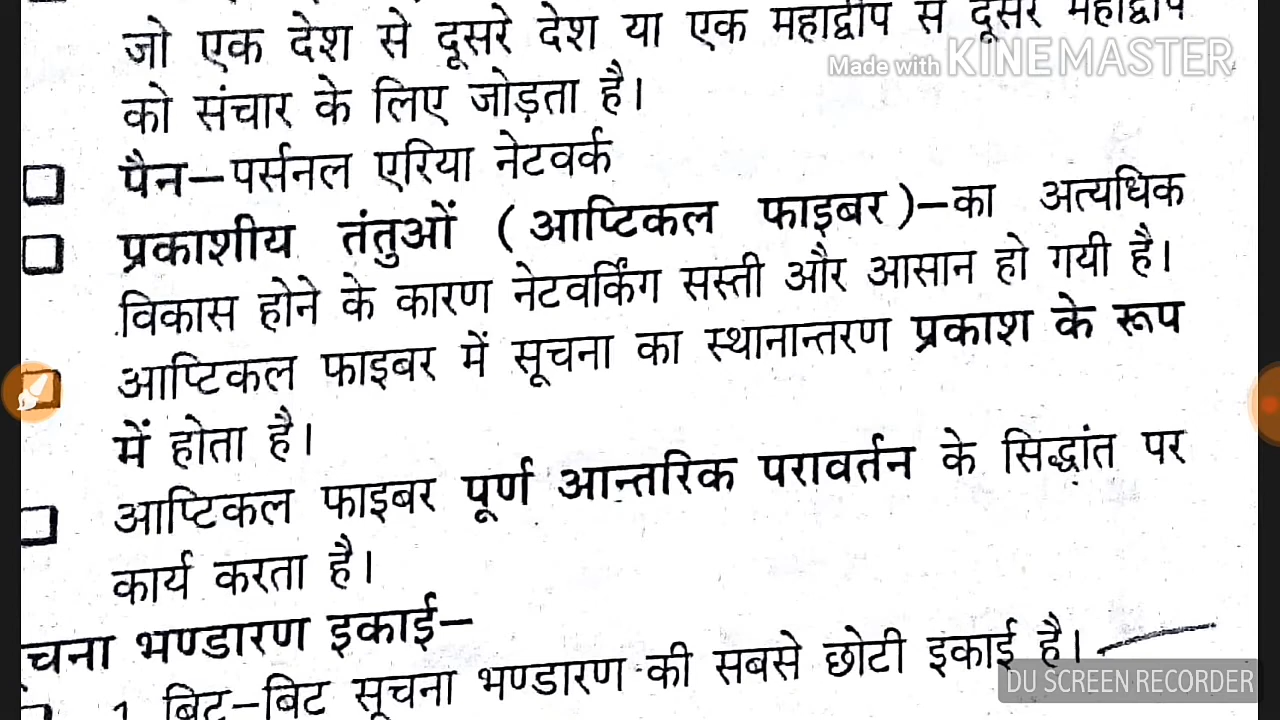 जो एक देश से दूसरे देश या एक महाद्वीप से दूसरे महाद्वीप
Made with KINEMASTER
को संचार के लिए जोड़ता है।
पैन–पर्सनल एरिया नेटवर्क
प्रकाशीय तंतुओं (आप्टिकल फाइबर)–का अत्यधिक
विकास होने के कारण नेटवर्किंग सस्ती और आसान हो गयी है।
आप्टिकल फाइबर में सूचना का स्थानान्तरण प्रकाश के रूप
में होता है।
आप्टिकल फाइबर पूर्ण आन्तरिक परावर्तन के सिद्धांत पर
कार्य करता है।
चना भण्डारण इकाई–
1. बिट–बिट सूचना भण्डारण की सबसे छोटी इकाई है।
DU SCREEN RECORDER